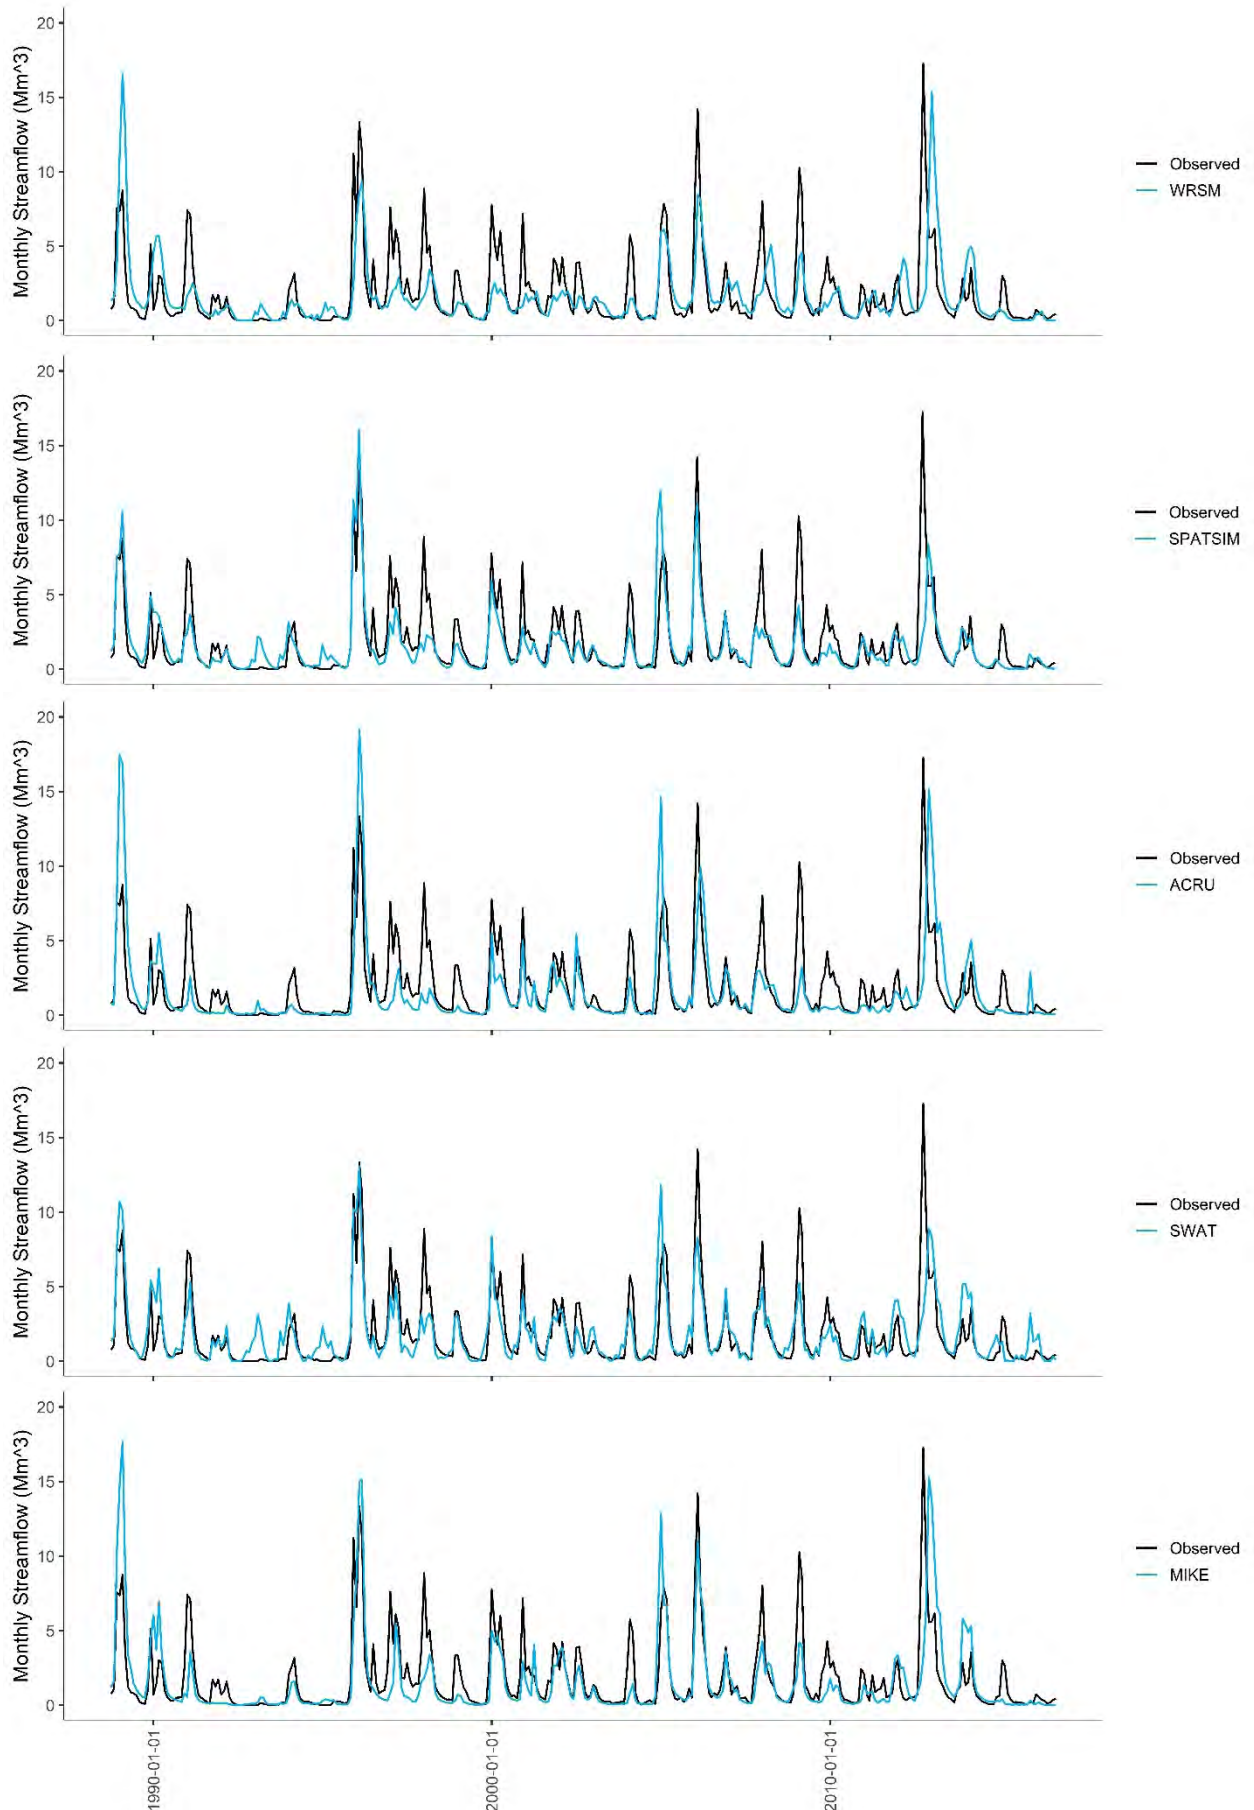 20
15
10
5
0
Monthly Streamflow (Mm^3)
Observed
WRSM
20
15
10
5
0
Monthly Streamflow (Mm^3)
Observed
SPATSIM
20
15
10
5
0
Monthly Streamflow (Mm^3)
Observed
ACRU
20
15
10
5
0
Monthly Streamflow (Mm^3)
Observed
SWAT
20
15
10
5
0
Monthly Streamflow (Mm^3)
Observed
MIKE
1990-01-01
2000-01-01
2010-01-01